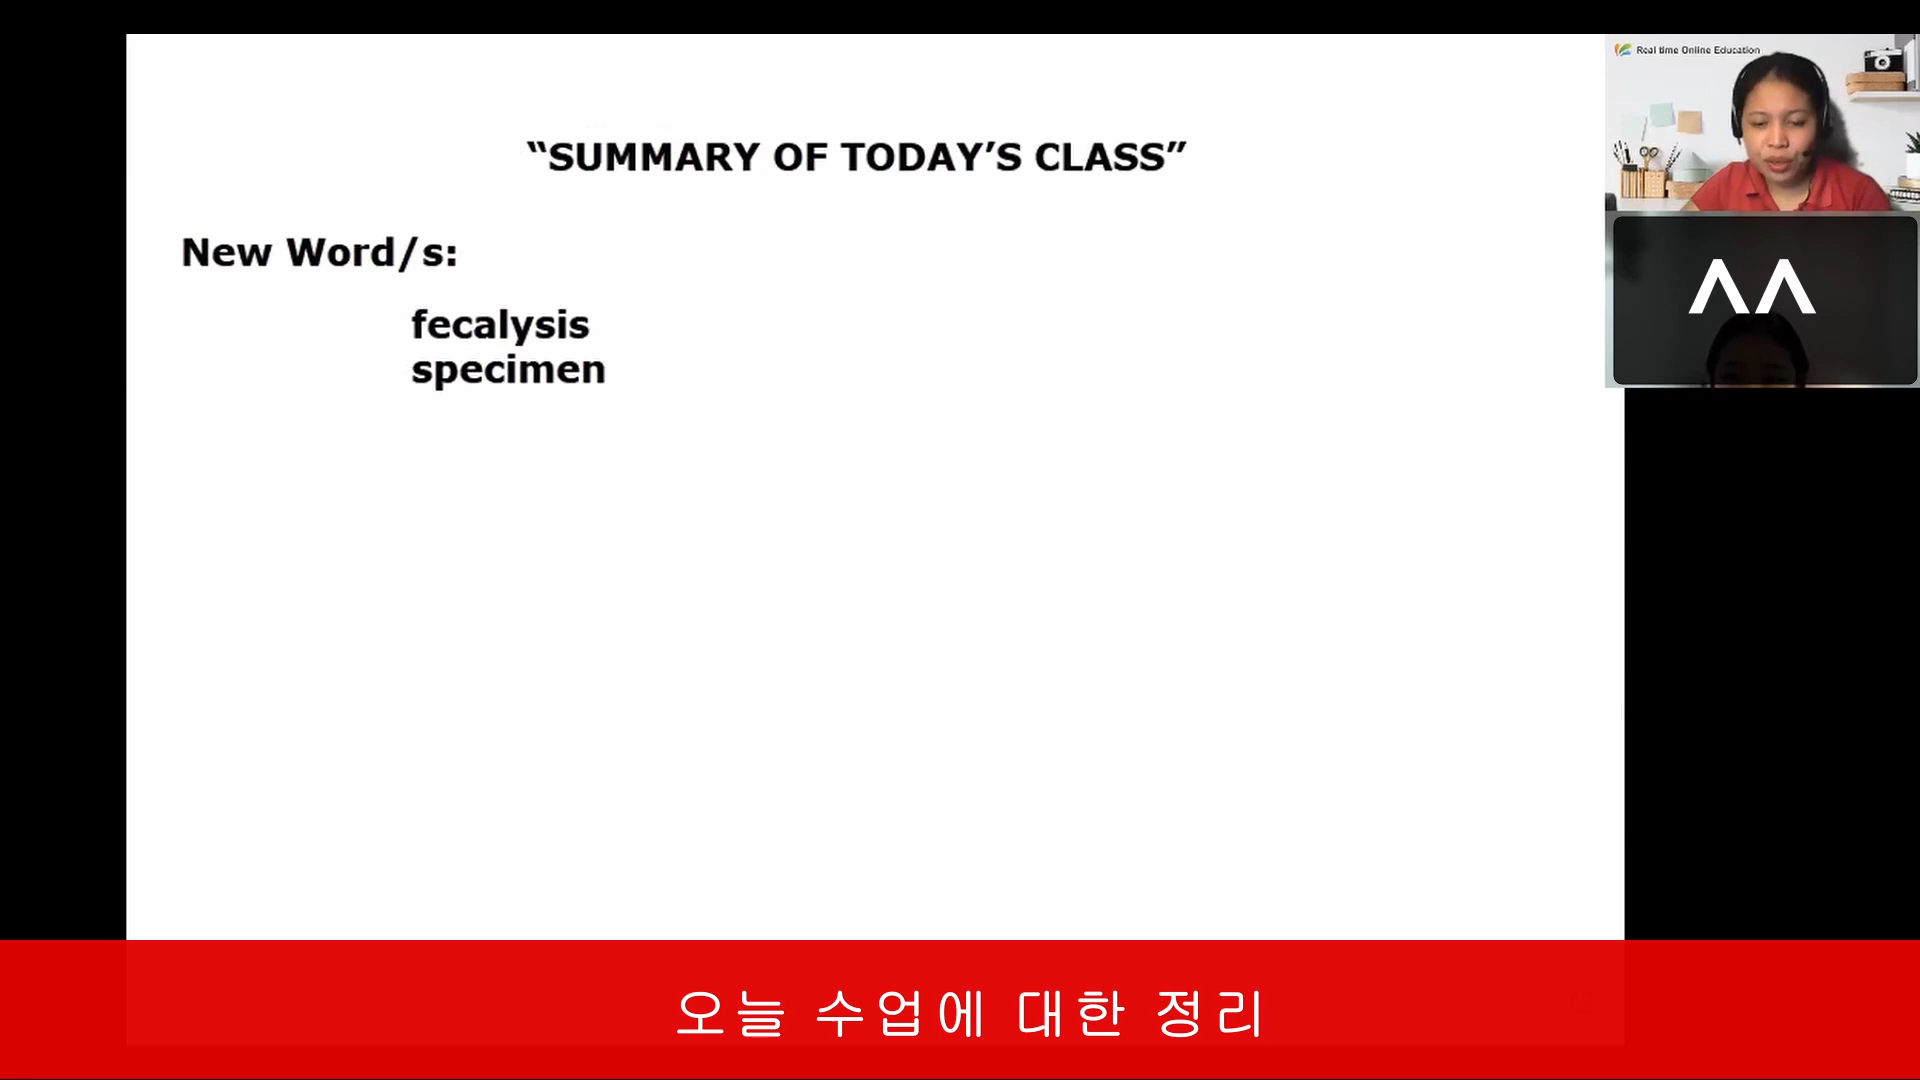 Real time Online Education
“SUMMARY OF TODAY’S CLASS”
New Word/s:
fecalysis
specimen
^^
오늘 수업에 대한 정리